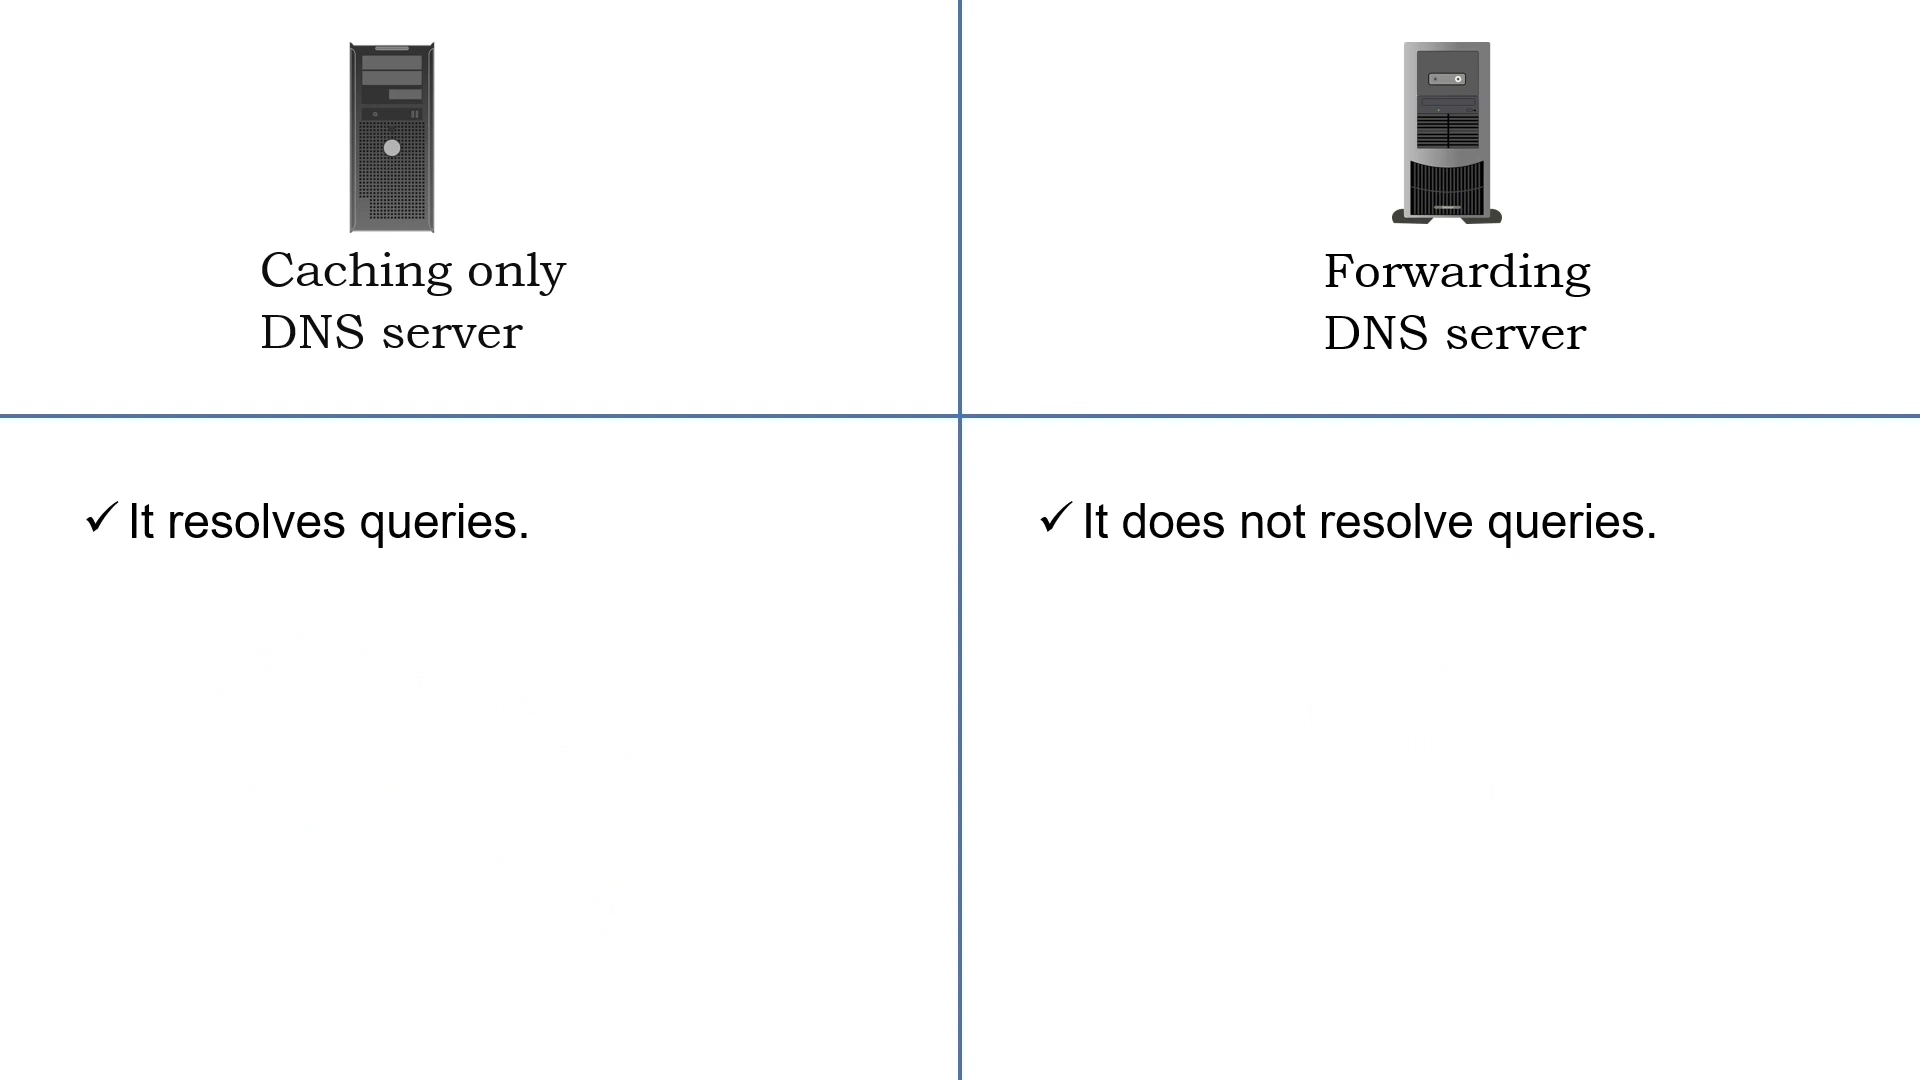 Caching only
DNS server
Forwarding
DNS server
✓ It resolves queries.
✓ It does not resolve queries.